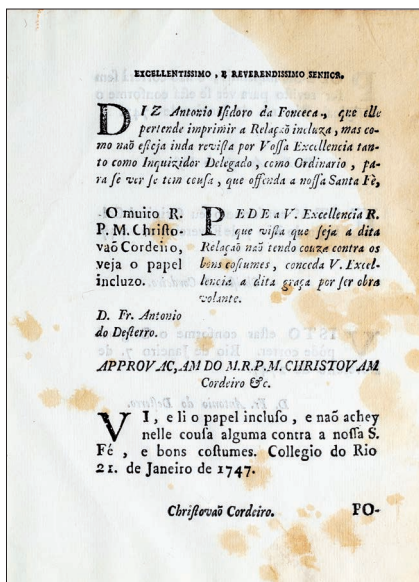 EXCELLENTISSIMO, E REVERENDISSIMO SENHOR.
DIZ Antonio Isidoro da Fonceca, que elle
pertende imprimir a Relaçaõ incluza, mas co-
mo naõ esteja inda revista por Vossa Excellencia tan-
to como Inquizidor Delegado, como Ordinario, pa-
ra se ver se tem cousa, que offenda a nossa Santa Fè,
O muito R.
P. M. Christo-
vaõ Cordeiro,
veja o papel
incluzo.
D. Fr. Antonio
do Desterro.
PEDE a V. Excellencia R.
que vista que seja a dita
Relaçaõ naõ tendo couza contra os
bons costumes, conceda V. Excel-
lencia a dita graça por ser obra
volante.
APPROVAC,AM DO M.R.P.M. CHRISTOVAM
Cordeiro &c.
VI, e li o papel incluso, e naõ achey
nelle cousa alguma contra a nossa S.
Fé, e bons costumes. Collegio do Rio
21. de Janeiro de 1747.
Christovaõ Cordeiro.
FO-